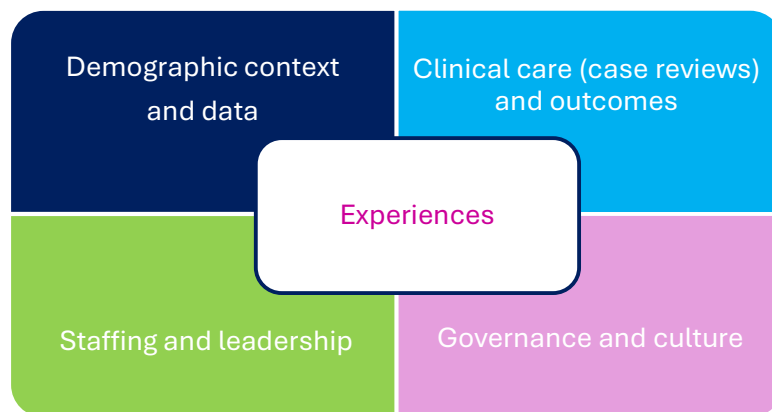 Demographic context
and data
Clinical care (case reviews)
and outcomes
Experiences
Staffing and leadership
Governance and culture